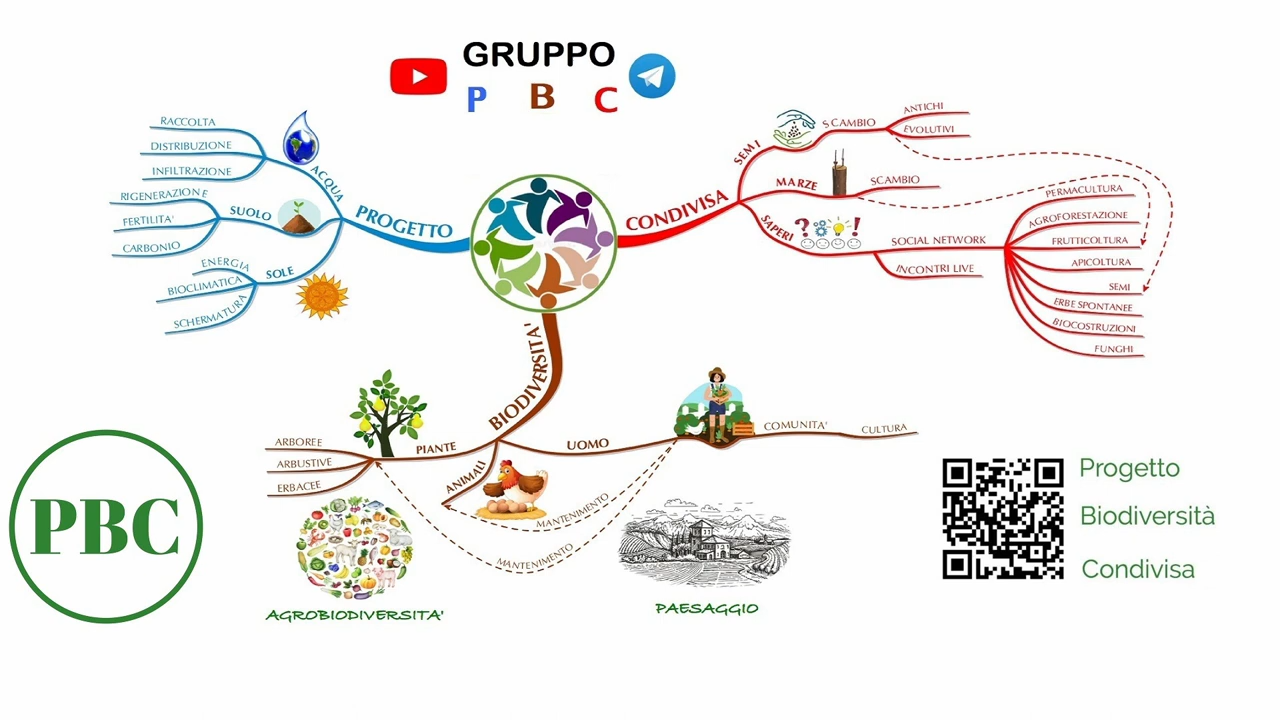 GRUPPO
P B C
RACCOLTA
DISTRIBUZIONE
INFILTRAZIONE
ACQUA
RIGENERAZIONE
FERTILITA'
CARBONIO
SUOLO
ENERGIA
BIOCLIMATICA
SCHERMATURA
SOLE
PROGETTO
CONDIVISA
SEMI
SCAMBIO
ANTICHI
EVOLUTIVI
MARZE
SCAMBIO
SAPERI
SOCIAL NETWORK
INCONTRI LIVE
PERMACULTURA
AGROFORESTAZIONE
FRUTTICOLTURA
APICOLTURA
SEMI
ERBE SPONTANEE
BIOCOSTRUZIONI
FUNGHI
BIODIVERSITA'
PIANTE
ARBOREE
ARBUSTIVE
ERBACEE
ANIMALI
UOMO
COMUNITA'
CULTURA
MANTENIMENTO
MANTENIMENTO
AGROBIODIVERSITA'
PAESAGGIO
PBC
Progetto
Biodiversità
Condivisa